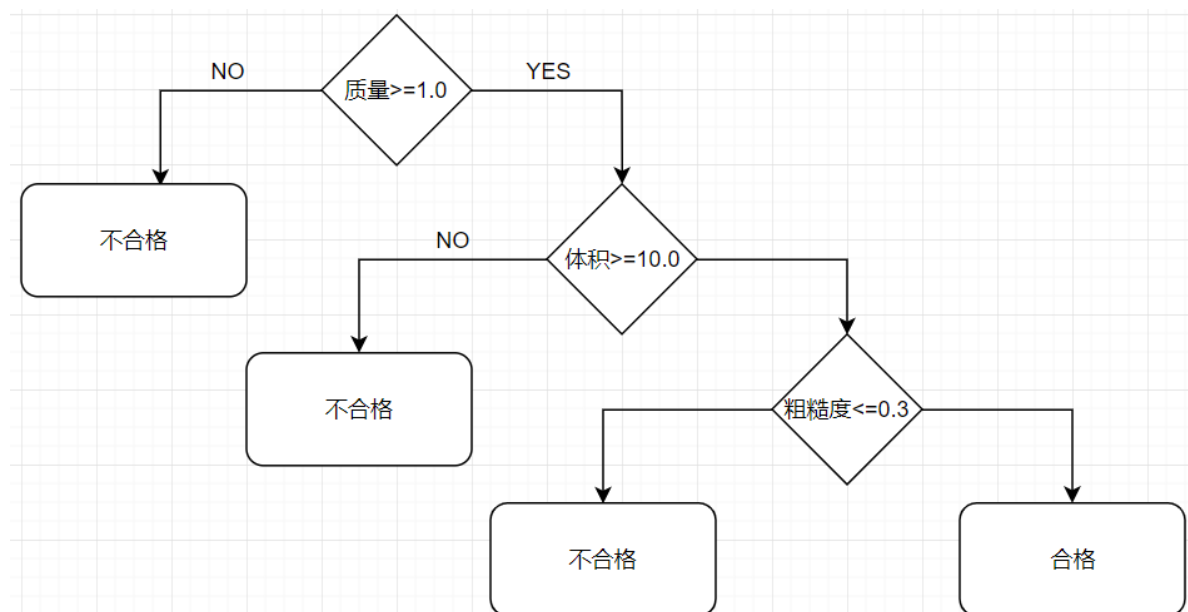 NO
YES
质量>=1.0
不合格
NO
体积>=10.0
不合格
粗糙度<=0.3
不合格
合格